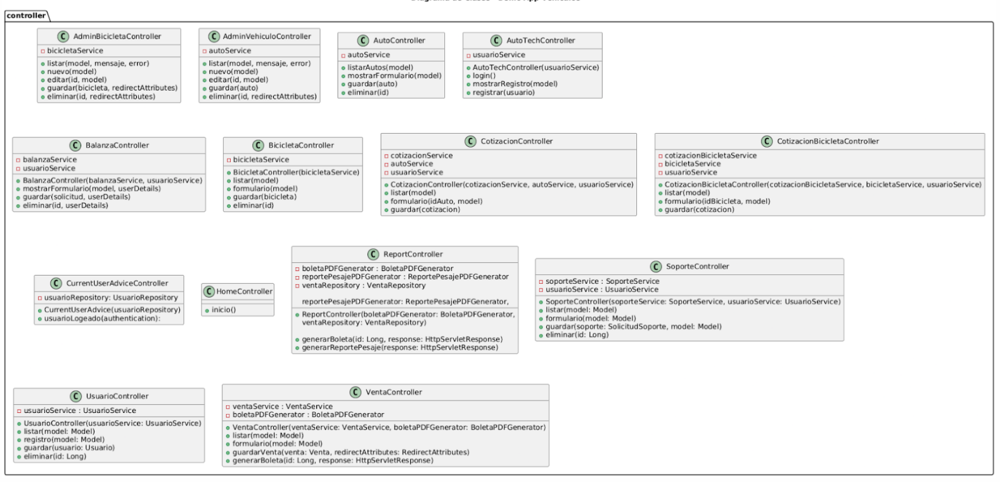 controller
C AdminBicicletaController
bicicletaService
listar(model, mensaje, error)
nuevo(model)
editar(id, model)
guardar(bicicleta, redirectAttributes)
eliminar(id, redirectAttributes)
C AdminVehiculoController
autoService
listar(model, mensaje, error)
nuevo(model)
editar(id, model)
guardar(auto)
eliminar(id, redirectAttributes)
C AutoController
autoService
listarAutos(model)
mostrarFormulario(model)
guardar(auto)
eliminar(id)
C AutoTechController
usuarioService
AutoTechController(usuarioService)
login()
mostrarRegistro(model)
registrar(usuario)
C BalanzaController
balanzaService
usuarioService
BalanzaController(balanzaService, usuarioService)
mostrarFormulario(model, userDetails)
guardar(solicitud, userDetails)
eliminar(id, userDetails)
C BicicletaController
bicicletaService
BicicletaController(bicicletaService)
listar(model)
formulario(model)
guardar(bicicleta)
eliminar(id)
C CotizacionController
cotizacionService
autoService
usuarioService
CotizacionController(cotizacionService, autoService, usuarioService)
listar(model)
formulario(idAuto, model)
guardar(cotizacion)
C CotizacionBicicletaController
cotizacionBicicletaService
bicicletaService
usuarioService
CotizacionBicicletaController(cotizacionBicicletaService, bicicletaService, usuarioService)
listar(model)
formulario(idBicicleta, model)
guardar(cotizacion)
C CurrentUserAdviceController
usuarioRepository: UsuarioRepository
CurrentUserAdvice(usuarioRepository)
usuarioLogeado(authentication):
C HomeController
inicio()
C ReportController
boletaPDFGenerator : BoletaPDFGenerator
reportePesajePDFGenerator : ReportePesajePDFGenerator
ventaRepository : VentaRepository
reportePesajePDFGenerator: ReportePesajePDFGenerator,
ReportController(boletaPDFGenerator: BoletaPDFGenerator,
ventaRepository: VentaRepository)
generarBoleta(id: Long, response: HttpServletResponse)
generarReportePesaje(response: HttpServletResponse)
C SoporteController
soporteService : SoporteService
usuarioService : UsuarioService
SoporteController(soporteService: SoporteService, usuarioService: UsuarioService)
listar(model: Model)
formulario(model: Model)
guardar(soporte: SolicitudSoporte, model: Model)
eliminar(id: Long)
C UsuarioController
usuarioService : UsuarioService
UsuarioController(usuarioService: UsuarioService)
listar(model: Model)
registro(model: Model)
guardar(usuario: Usuario)
eliminar(id: Long)
C VentaController
ventaService : VentaService
boletaPDFGenerator : BoletaPDFGenerator
VentaController(ventaService: VentaService, boletaPDFGenerator: BoletaPDFGenerator)
listar(model: Model)
formulario(model: Model)
guardarVenta(venta: Venta, redirectAttributes: RedirectAttributes)
generarBoleta(id: Long, response: HttpServletResponse)